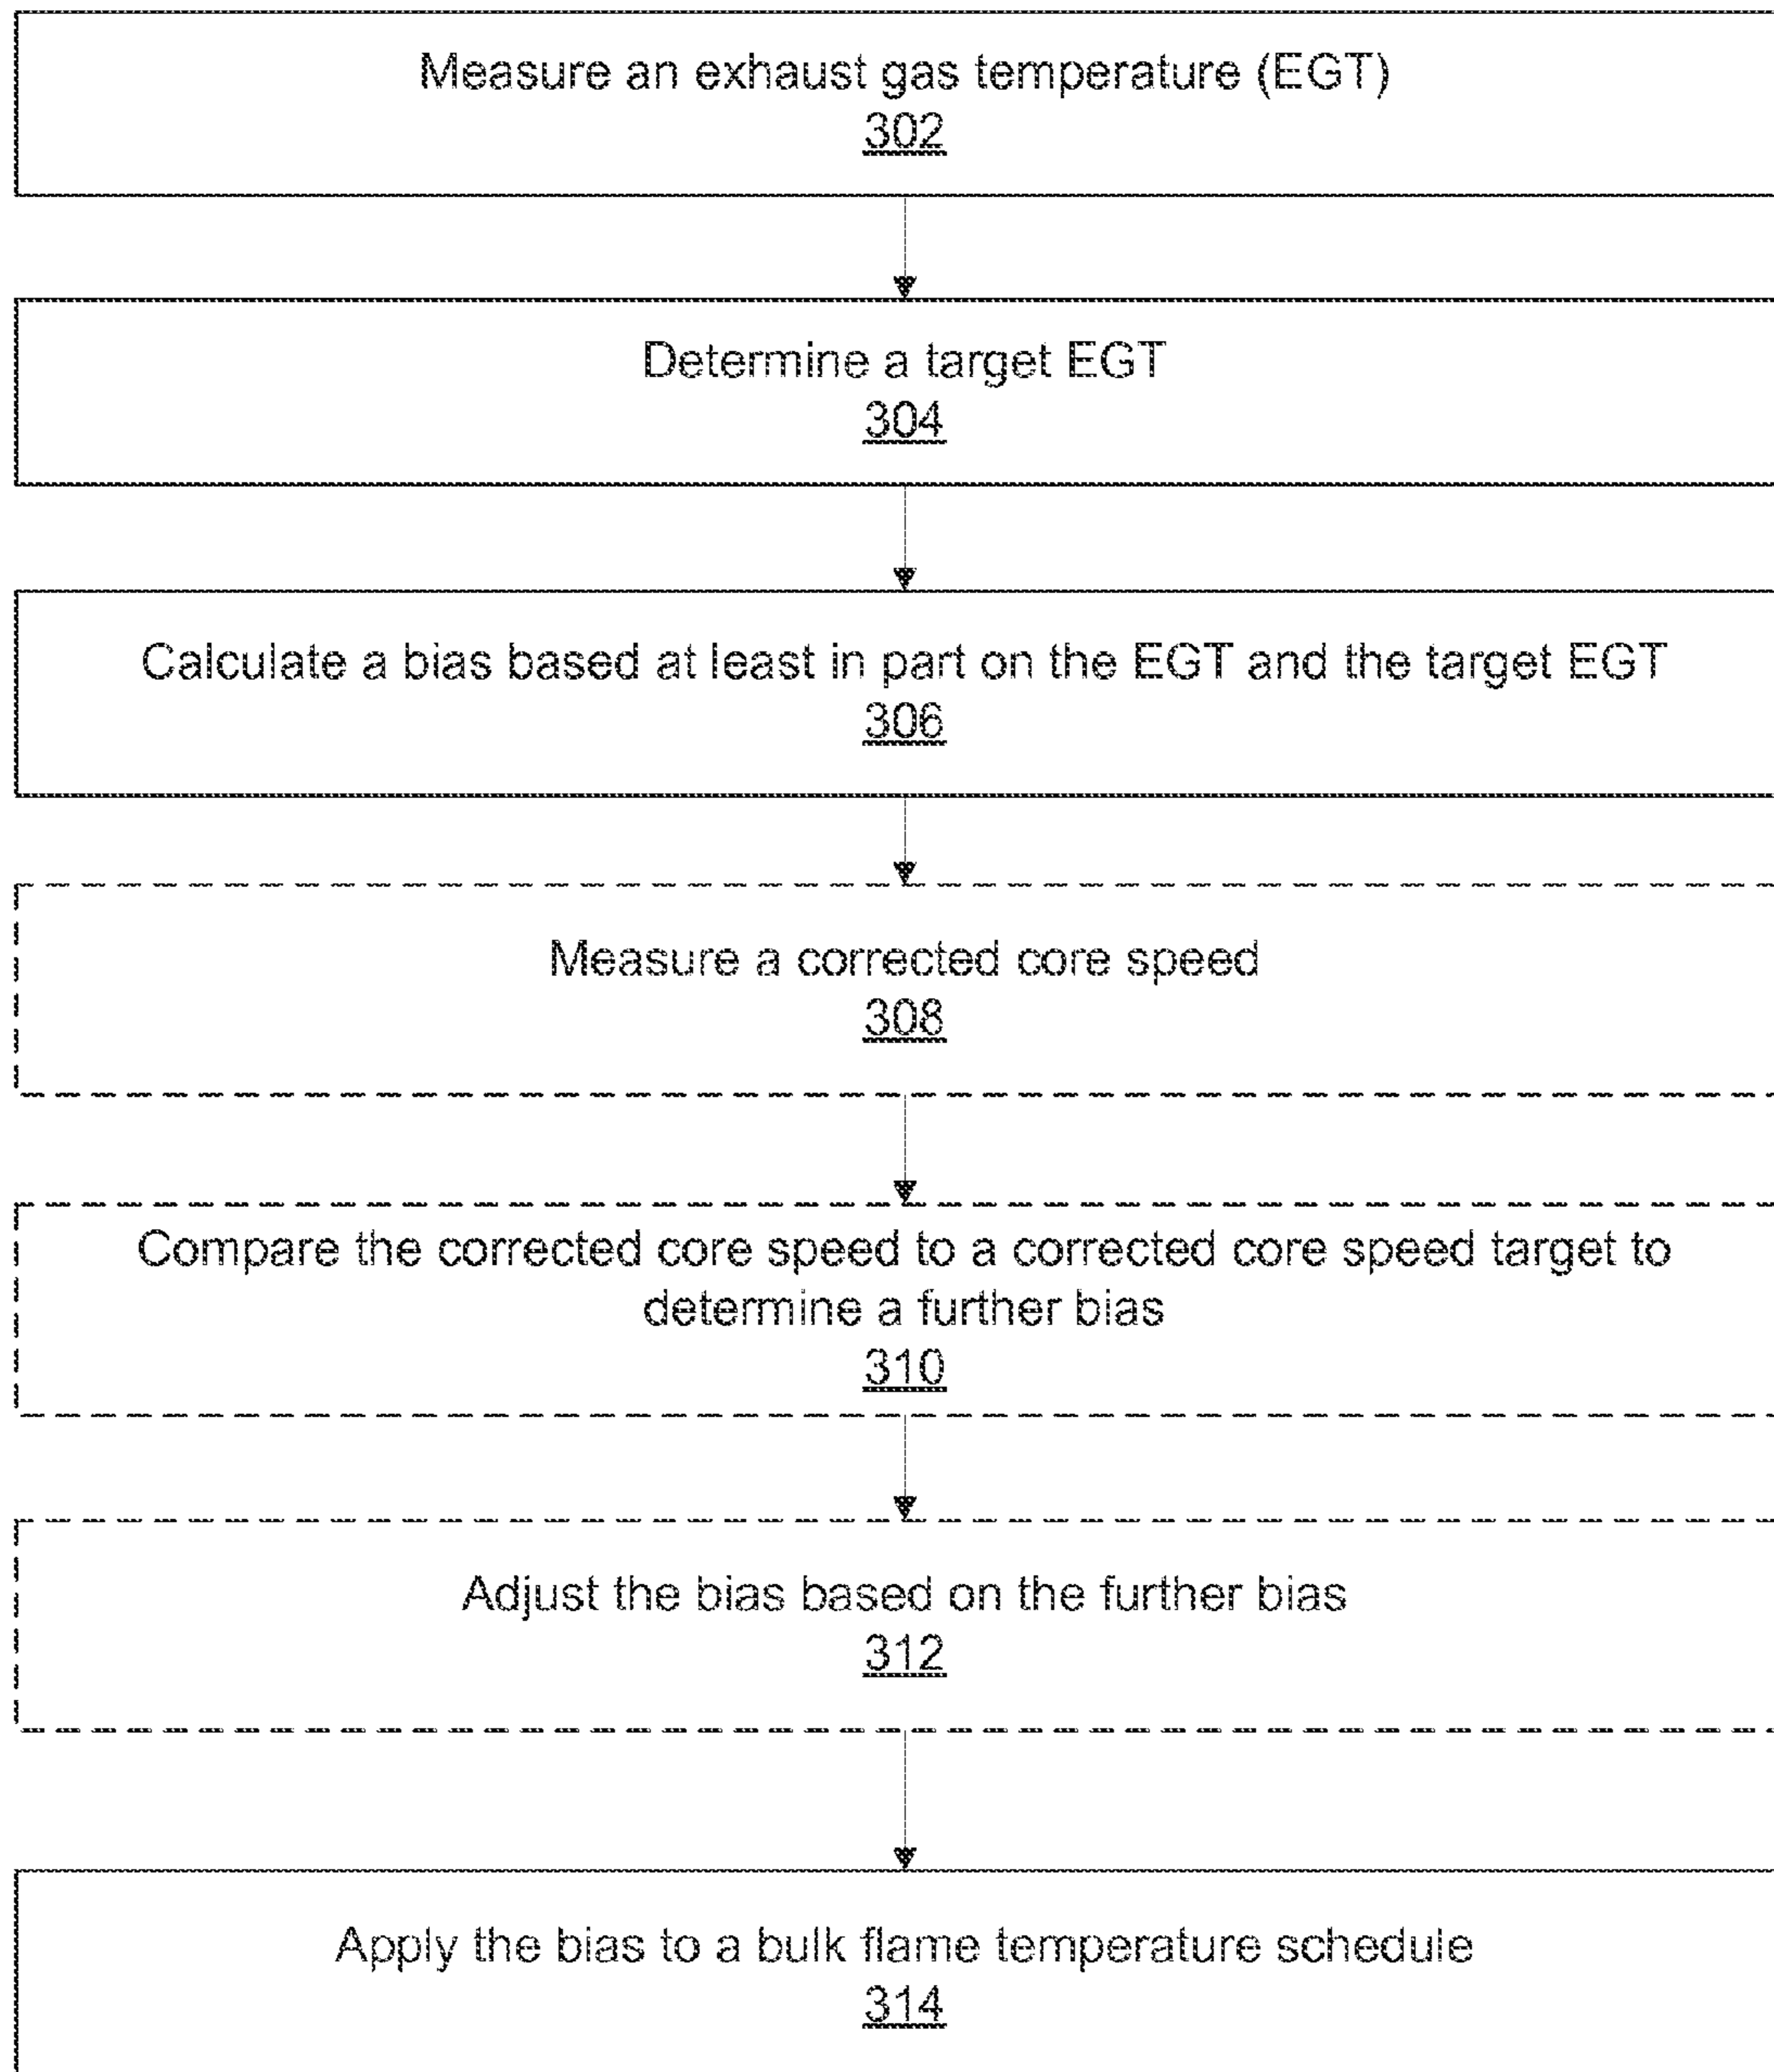 Measure an exhaust gas temperature (EGT)
302
Determine a target EGT
304
Calculate a bias based at least in part on the EGT and the target EGT
306
Measure a corrected core speed
308
Compare the corrected core speed to a corrected core speed target to
determine a further bias
310
Adjust the bias based on the further bias
312
Apply the bias to a bulk flame temperature schedule
314